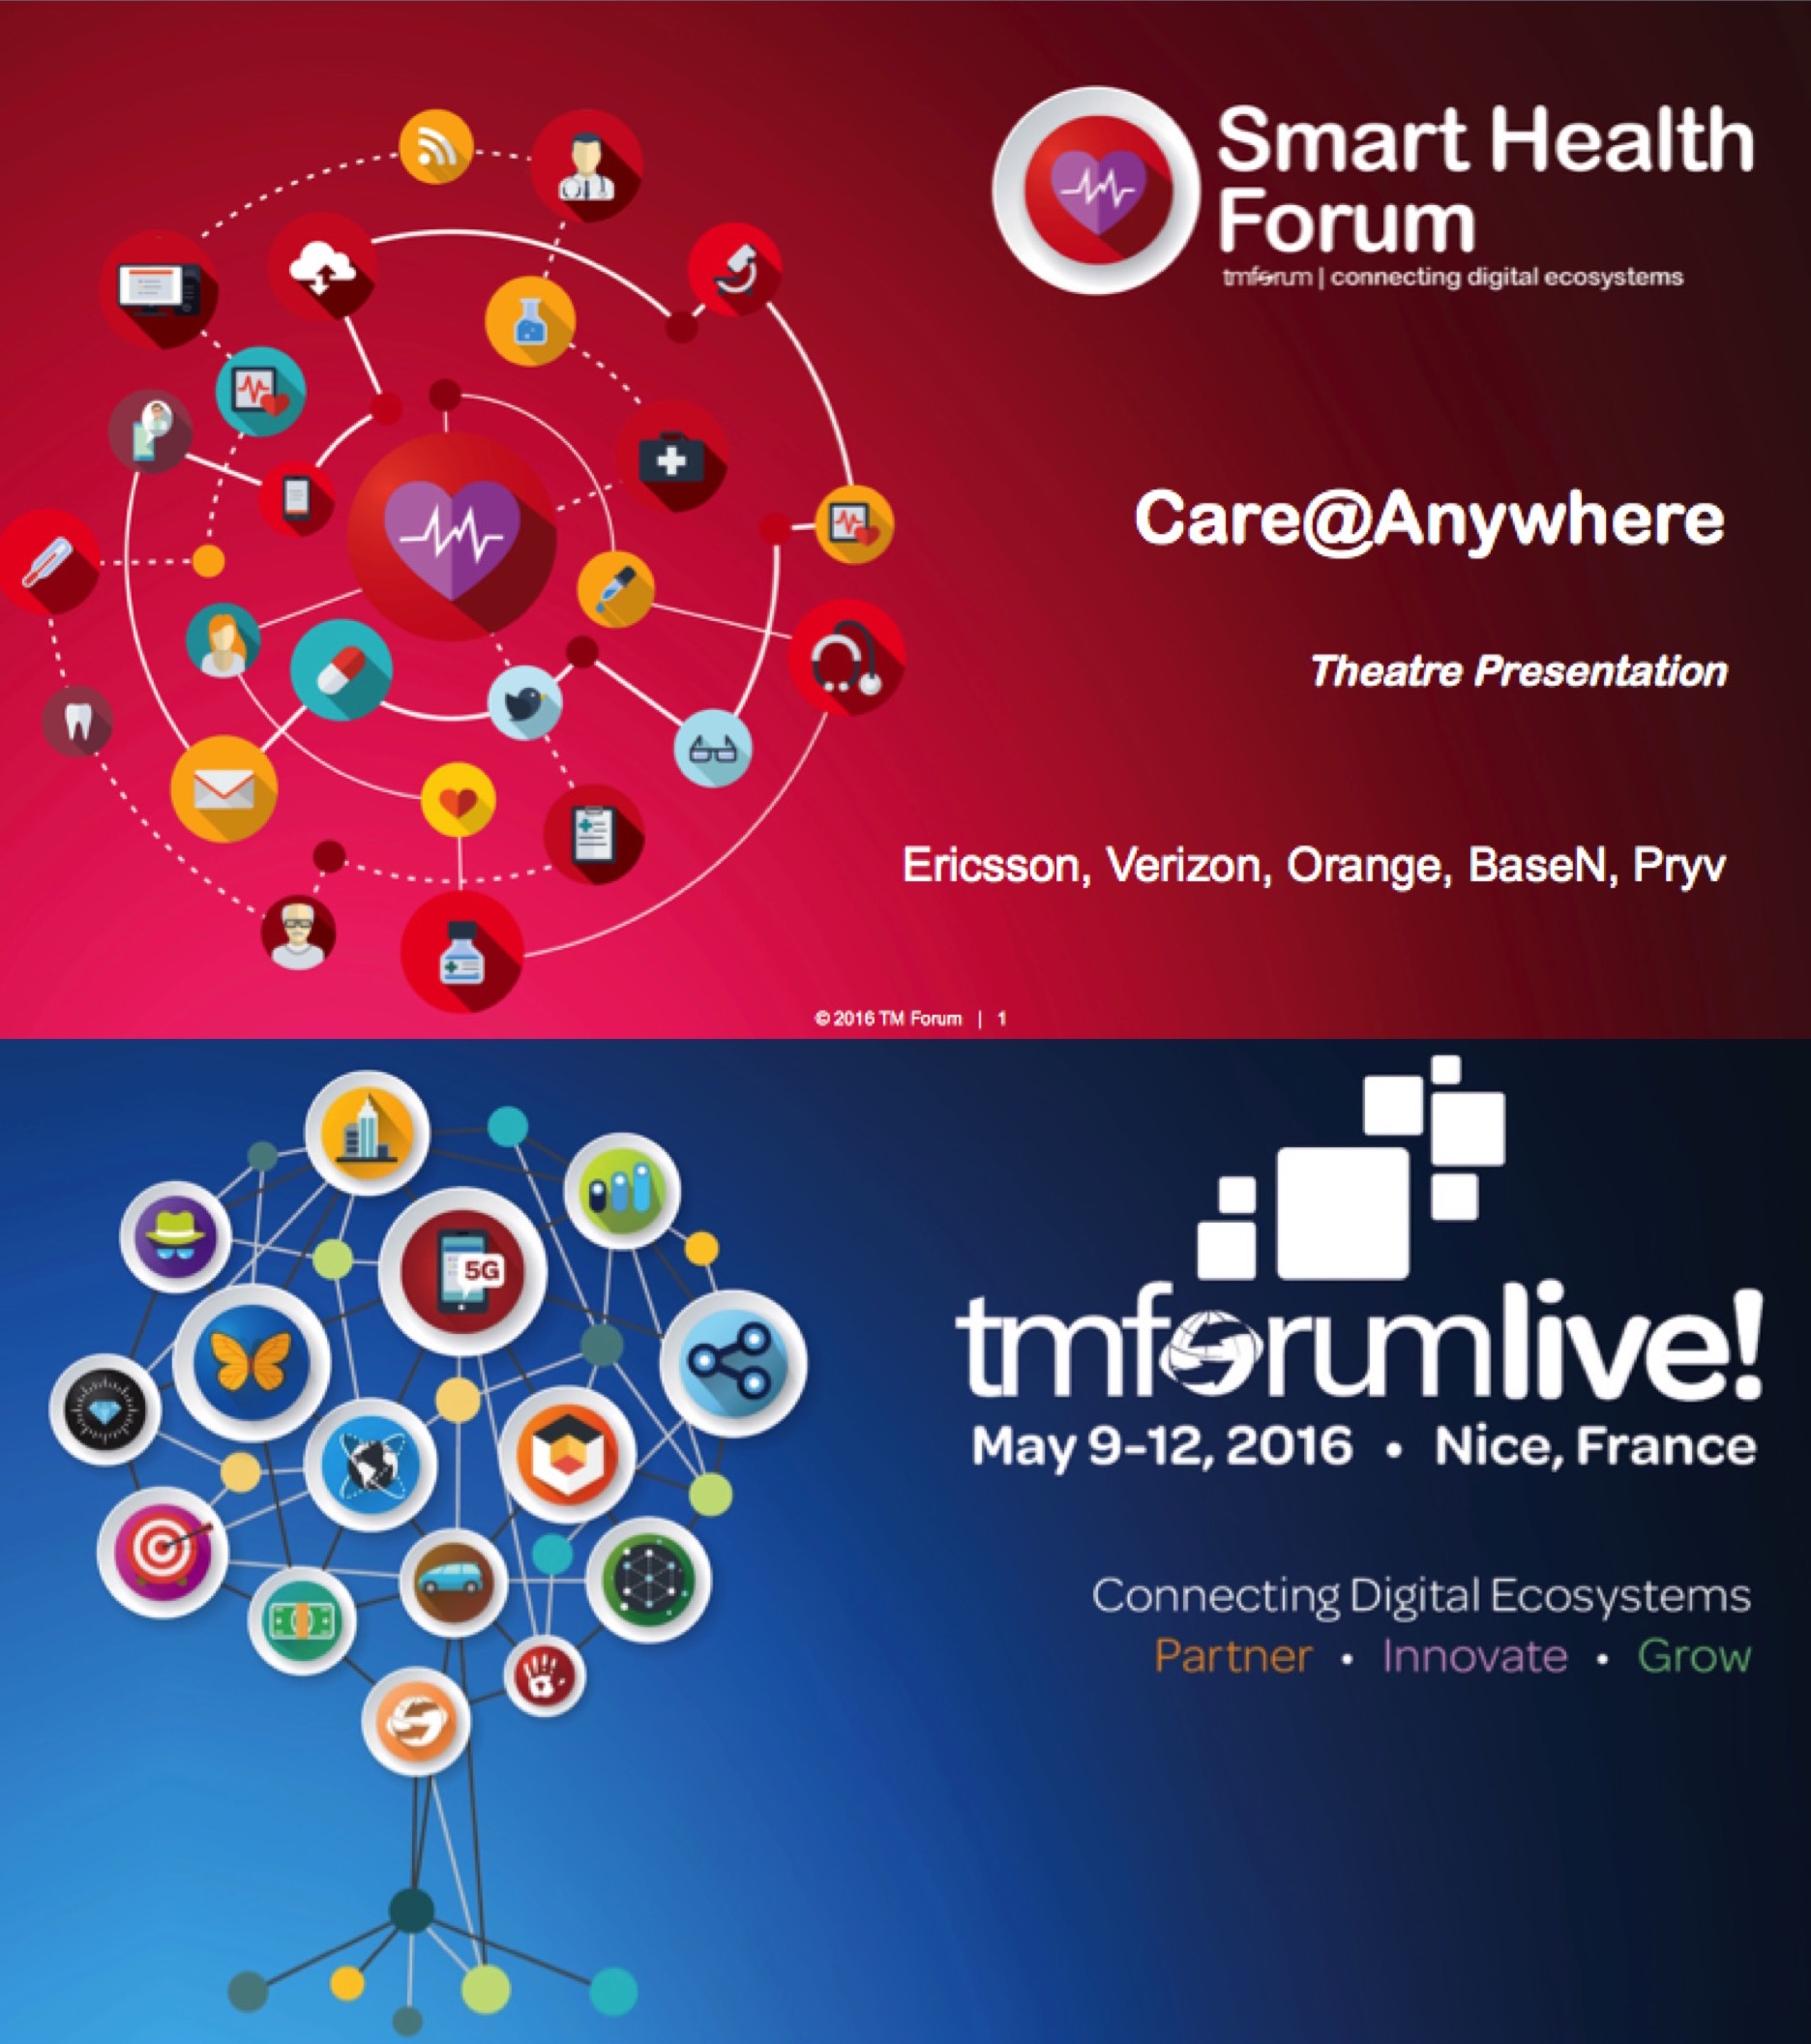 Smart Health
Forum
tmforum | connecting digital ecosystems
Care@Anywhere
Theatre Presentation
Ericsson, Verizon, Orange, BaseN, Pryv
© 2016 TM Forum | 1
5G
tmforumlive!
May 9-12, 2016 • Nice, France
Connecting Digital Ecosystems
Partner • Innovate • Grow